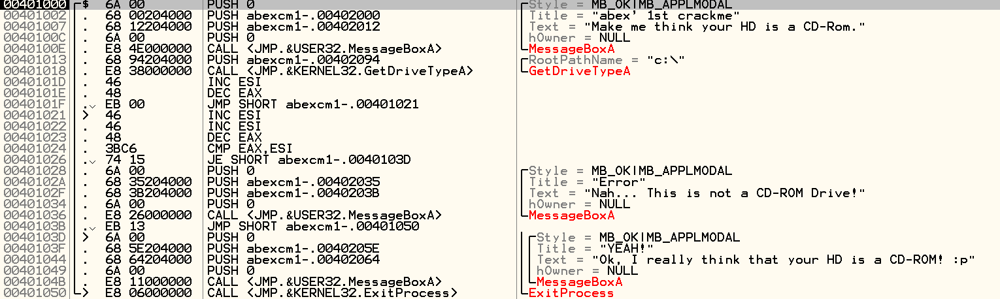 00401000 $ 6A 00 PUSH 0 Style = MB_OK|MB_APPLMODAL
00401002 . 68 00204000 PUSH abexcm1-.00402000 Title = "abex' 1st crackme"
00401007 . 68 12204000 PUSH abexcm1-.00402012 Text = "Make me think your HD is a CD-Rom."
0040100C . 6A 00 PUSH 0 hOwner = NULL
0040100E . E8 4E000000 CALL <JMP.&USER32.MessageBoxA> MessageBoxA
00401013 . 68 94204000 PUSH abexcm1-.00402094 RootPathName = "c:\"
00401018 . E8 38000000 CALL <JMP.&KERNEL32.GetDriveTypeA> GetDriveTypeA
0040101D . 46 INC ESI
0040101E . 48 DEC EAX
0040101F . EB 00 JMP SHORT abexcm1-.00401021
00401021 > 46 INC ESI
00401022 . 46 INC ESI
00401023 . 48 DEC EAX
00401024 . 3BC6 CMP EAX,ESI
00401026 . 74 15 JE SHORT abexcm1-.0040103D
00401028 . 6A 00 PUSH 0 Style = MB_OK|MB_APPLMODAL
0040102A . 68 35204000 PUSH abexcm1-.00402035 Title = "Error"
0040102F . 68 3B204000 PUSH abexcm1-.0040203B Text = "Nah... This is not a CD-ROM Drive!"
00401034 . 6A 00 PUSH 0 hOwner = NULL
00401036 . E8 26000000 CALL <JMP.&USER32.MessageBoxA> MessageBoxA
0040103B . EB 13 JMP SHORT abexcm1-.00401050
0040103D > 6A 00 PUSH 0 Style = MB_OK|MB_APPLMODAL
0040103F . 68 5E204000 PUSH abexcm1-.0040205E Title = "YEAH!"
00401044 . 68 64204000 PUSH abexcm1-.00402064 Text = "Ok, I really think that your HD is a CD-ROM! :p"
00401049 . 6A 00 PUSH 0 hOwner = NULL
0040104B . E8 11000000 CALL <JMP.&USER32.MessageBoxA> MessageBoxA
00401050 > E8 06000000 CALL <JMP.&KERNEL32.ExitProcess> ExitProcess